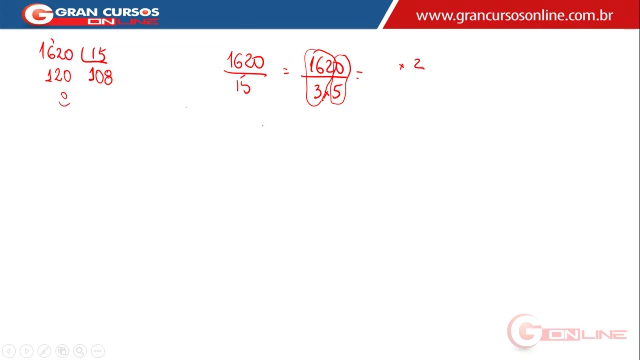 GRAN CURSOS
ONLINE
www.grancursosonline.com.br
1620 15
120 108
0
1620 / 15 = 1620 / 3 × 5 = × 2
G ONLINE